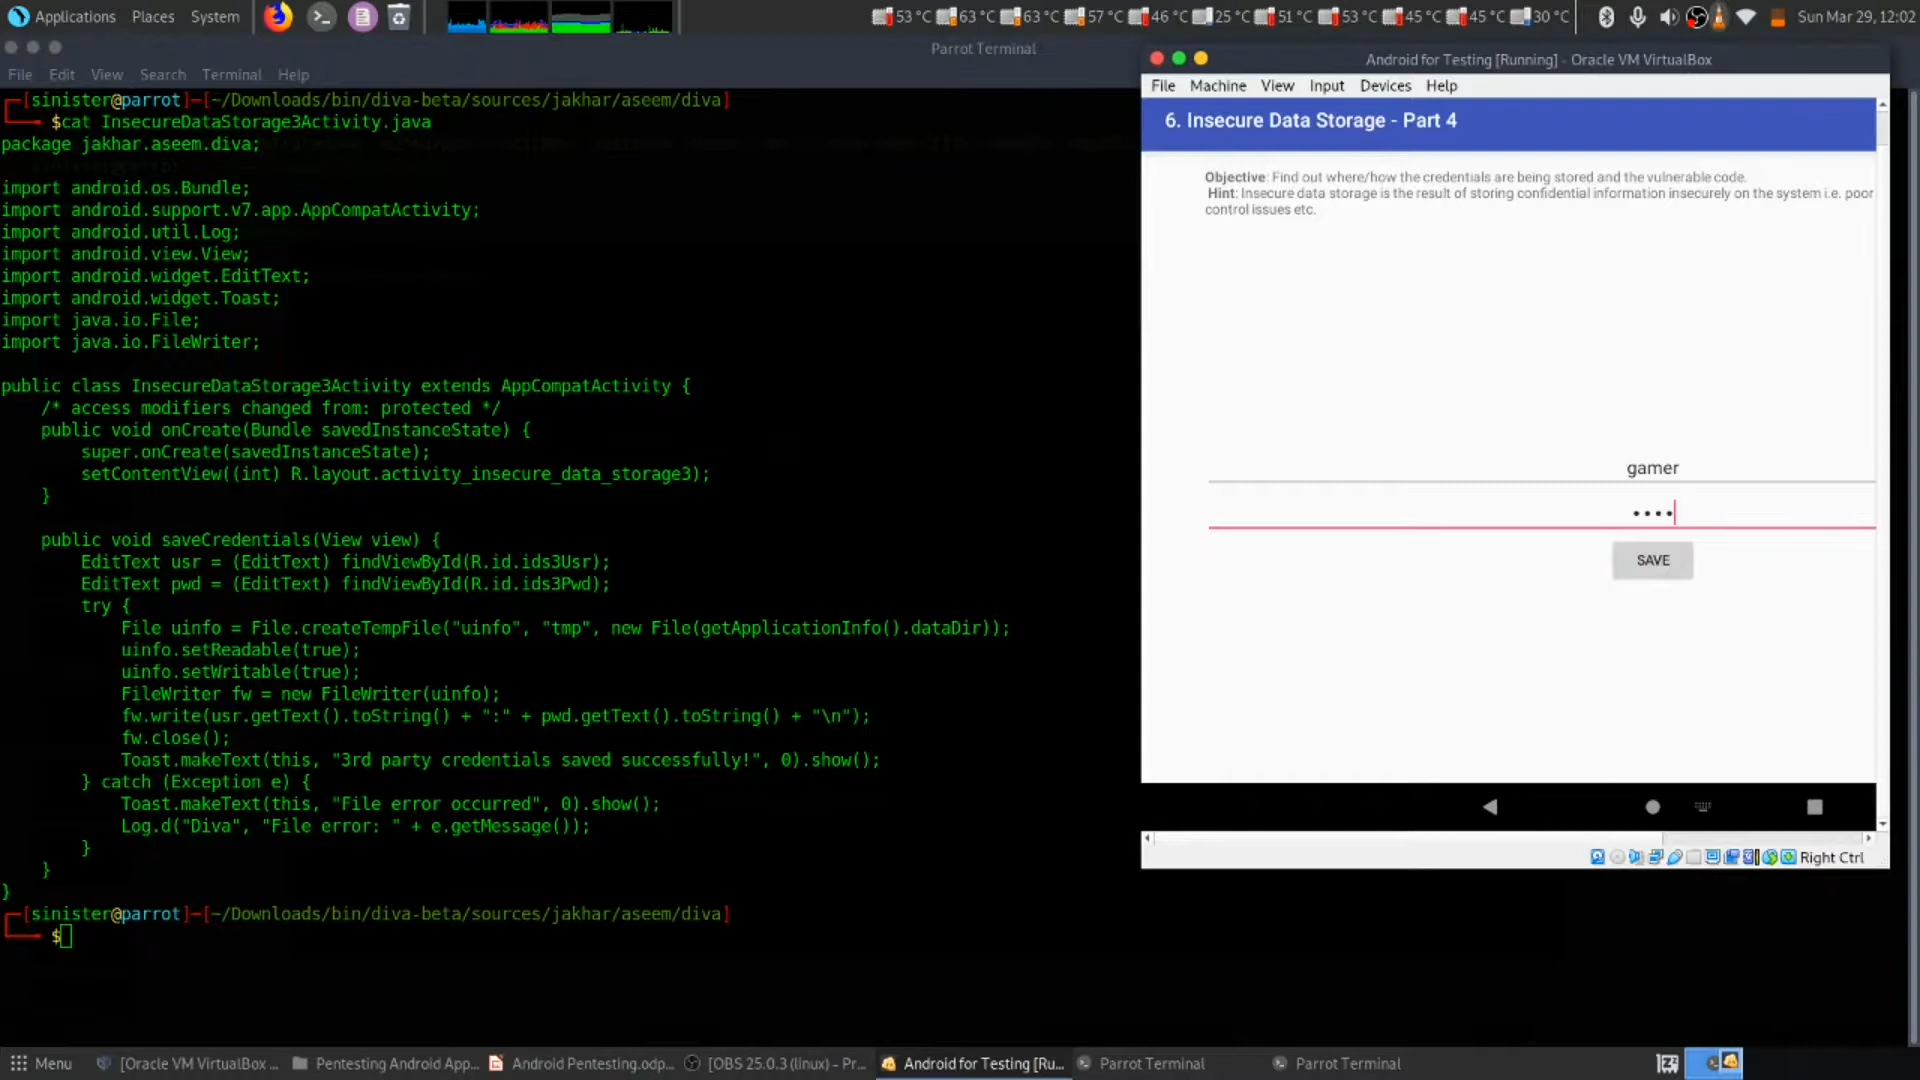 Applications Places System
53 °C 63 °C 63 °C 57 °C 46 °C 25 °C 51 °C 53 °C 45 °C 45 °C 30 °C
Sun Mar 29, 12:02
Parrot Terminal
File Edit View Search Terminal Help
[sinister@parrot]-[~/Downloads/bin/diva-beta/sources/jakhar/aseem/diva]
$cat InsecureDataStorage3Activity.java
package jakhar.aseem.diva;
import android.os.Bundle;
import android.support.v7.app.AppCompatActivity;
import android.util.Log;
import android.view.View;
import android.widget.EditText;
import android.widget.Toast;
import java.io.File;
import java.io.FileWriter;
public class InsecureDataStorage3Activity extends AppCompatActivity {
/* access modifiers changed from: protected */
public void onCreate(Bundle savedInstanceState) {
super.onCreate(savedInstanceState);
setContentView((int) R.layout.activity_insecure_data_storage3);
}
public void saveCredentials(View view) {
EditText usr = (EditText) findViewById(R.id.ids3Usr);
EditText pwd = (EditText) findViewById(R.id.ids3Pwd);
try {
File uinfo = File.createTempFile("uinfo", "tmp", new File(getApplicationInfo().dataDir));
uinfo.setReadable(true);
uinfo.setWritable(true);
FileWriter fw = new FileWriter(uinfo);
fw.write(usr.getText().toString() + ":" + pwd.getText().toString() + "\n");
fw.close();
Toast.makeText(this, "3rd party credentials saved successfully!", 0).show();
} catch (Exception e) {
Toast.makeText(this, "File error occurred", 0).show();
Log.d("Diva", "File error: " + e.getMessage());
}
}
}
[sinister@parrot]-[~/Downloads/bin/diva-beta/sources/jakhar/aseem/diva]
$
Android for Testing [Running] - Oracle VM VirtualBox
File Machine View Input Devices Help
6. Insecure Data Storage - Part 4
Objective: Find out where/how the credentials are being stored and the vulnerable code.
Hint: Insecure data storage is the result of storing confidential information insecurely on the system i.e. poor
control issues etc.
gamer
••••
SAVE
Right Ctrl
Menu [Oracle VM VirtualBox ... Pentesting Android App... Android Pentesting.odp... [OBS 25.0.3 (linux) - Pr... Android for Testing [Ru... Parrot Terminal Parrot Terminal